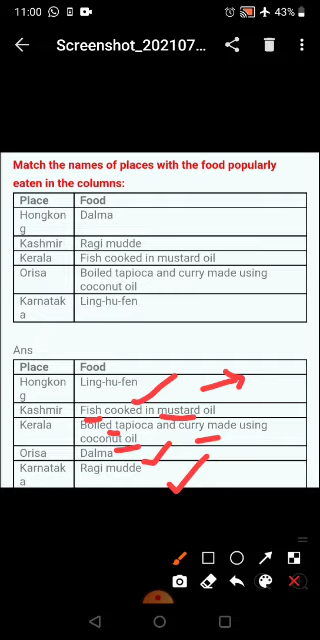 11:00 43%
Screenshot_202107...
Match the names of places with the food popularly
eaten in the columns:
Place Food
Hongkon Dalma
g
Kashmir Ragi mudde
Kerala Fish cooked in mustard oil
Orisa Boiled tapioca and curry made using
coconut oil
Karnatak Ling-hu-fen
a
Ans
Place Food
Hongkon Ling-hu-fen
g
Kashmir Fish cooked in mustard oil
Kerala Boiled tapioca and curry made using
coconut oil
Orisa Dalma
Karnatak Ragi mudde
a